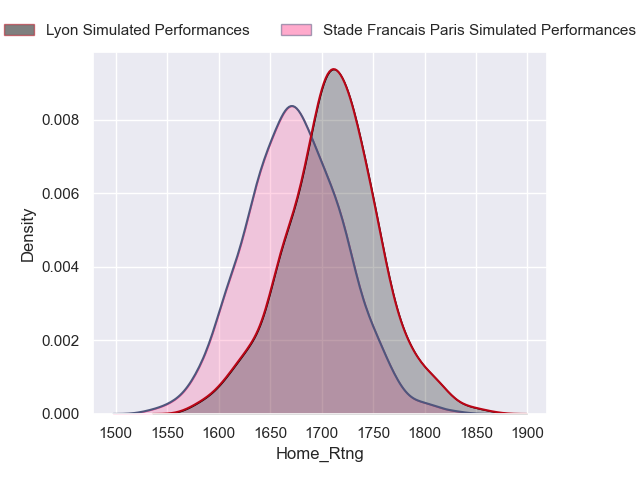 Lyon Simulated Performances
Stade Francais Paris Simulated Performances
0.008
0.006
0.004
0.002
0.000
Density
1500 1550 1600 1650 1700 1750 1800 1850 1900
Home_Rtng